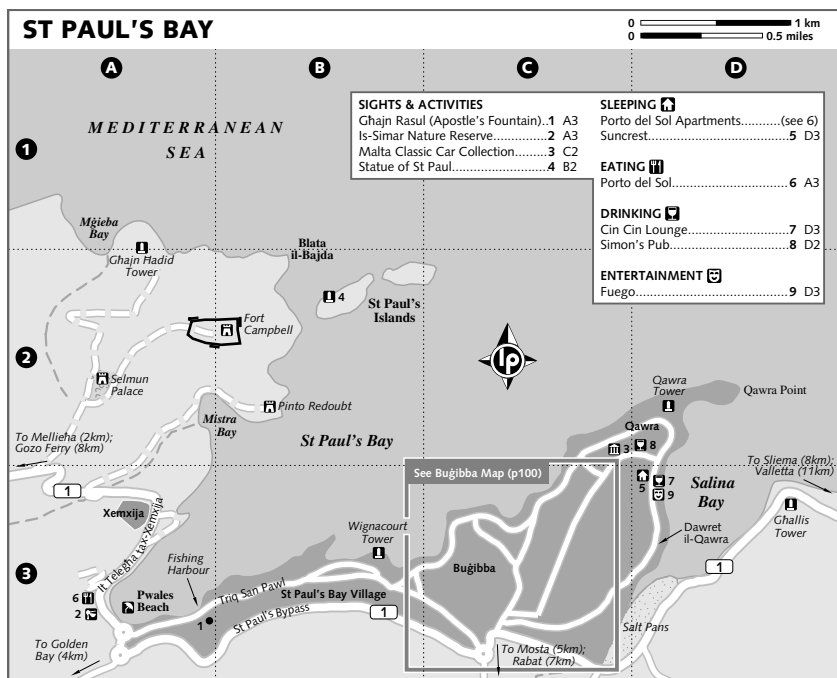 ST PAUL'S BAY
0 1 km
0 0.5 miles
A
B
C
D
1
2
3
SIGHTS & ACTIVITIES
Għajn Rasul (Apostle's Fountain)..1 A3
Is-Simar Nature Reserve................2 A3
Malta Classic Car Collection..........3 C2
Statue of St Paul..........................4 B2
SLEEPING
Porto del Sol Apartments..........(see 6)
Suncrest.....................................5 D3
EATING
Porto del Sol................................6 A3
DRINKING
Cin Cin Lounge............................7 D3
Simon's Pub................................8 D2
ENTERTAINMENT
Fuego.........................................9 D3
MEDITERRANEAN
SEA
Mġieba
Bay
Għajn Hadid
Tower
Blata
il-Bajda
4
St Paul's
Islands
Fort
Campbell
lp
Selmun
Palace
Pinto Redoubt
Mistra
Bay
St Paul's Bay
Qawra
Tower
Qawra Point
Qawra
3
8
To Mellieha (2km);
Gozo Ferry (8km)
1
See Buġibba Map (p100)
5
7
9
Salina
Bay
To Sliema (8km);
Valletta (11km)
Xemxija
It Telegħa tax-Xemxija
Wignacourt
Tower
Dawret
il-Qawra
Għallis
Tower
Fishing
Harbour
Buġibba
1
6
2
Pwales
Beach
Triq San Pawl
St Paul's Bay Village
1
St Paul's Bypass
1
Salt Pans
To Golden
Bay (4km)
To Mosta (5km);
Rabat (7km)